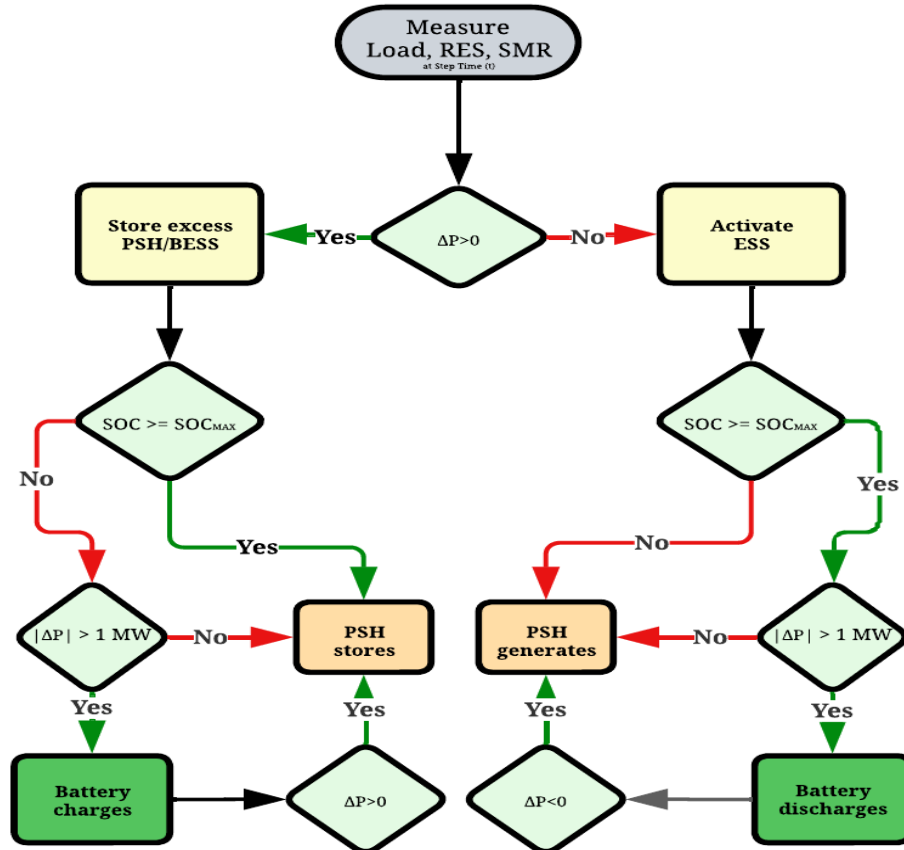 Measure
Load, RES, SMR
at Step Time (t)
Store excess
PSH/BESS
Yes
ΔP>0
No
Activate
ESS
SOC >= SOCMAX
SOC >= SOCMAX
No
Yes
Yes
No
|ΔP| > 1 MW
No
PSH
stores
PSH
generates
No
|ΔP| > 1 MW
Yes
Yes
Yes
Yes
Battery
charges
ΔP>0
ΔP<0
Battery
discharges